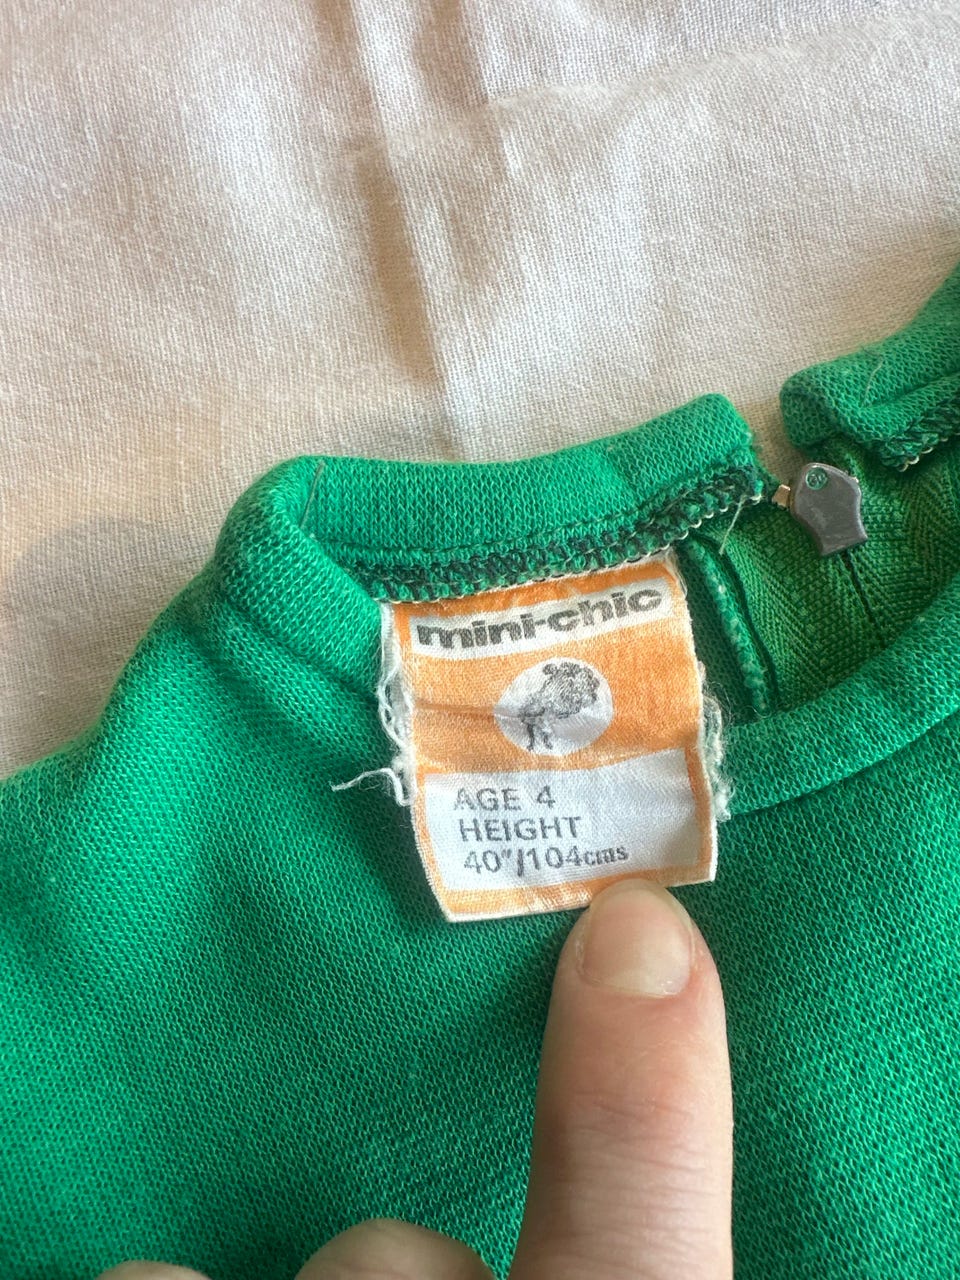 mini-chic
AGE 4
HEIGHT
40"/104cms